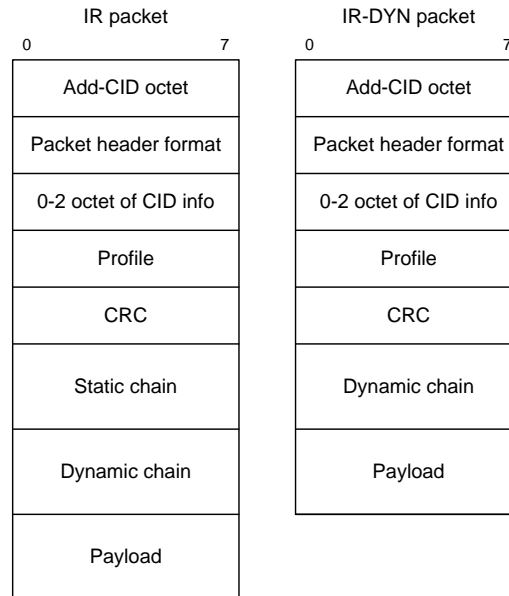 IR packet
0 7
Add-CID octet
Packet header format
0-2 octet of CID info
Profile
CRC
Static chain
Dynamic chain
Payload
IR-DYN packet
0 7
Add-CID octet
Packet header format
0-2 octet of CID info
Profile
CRC
Dynamic chain
Payload